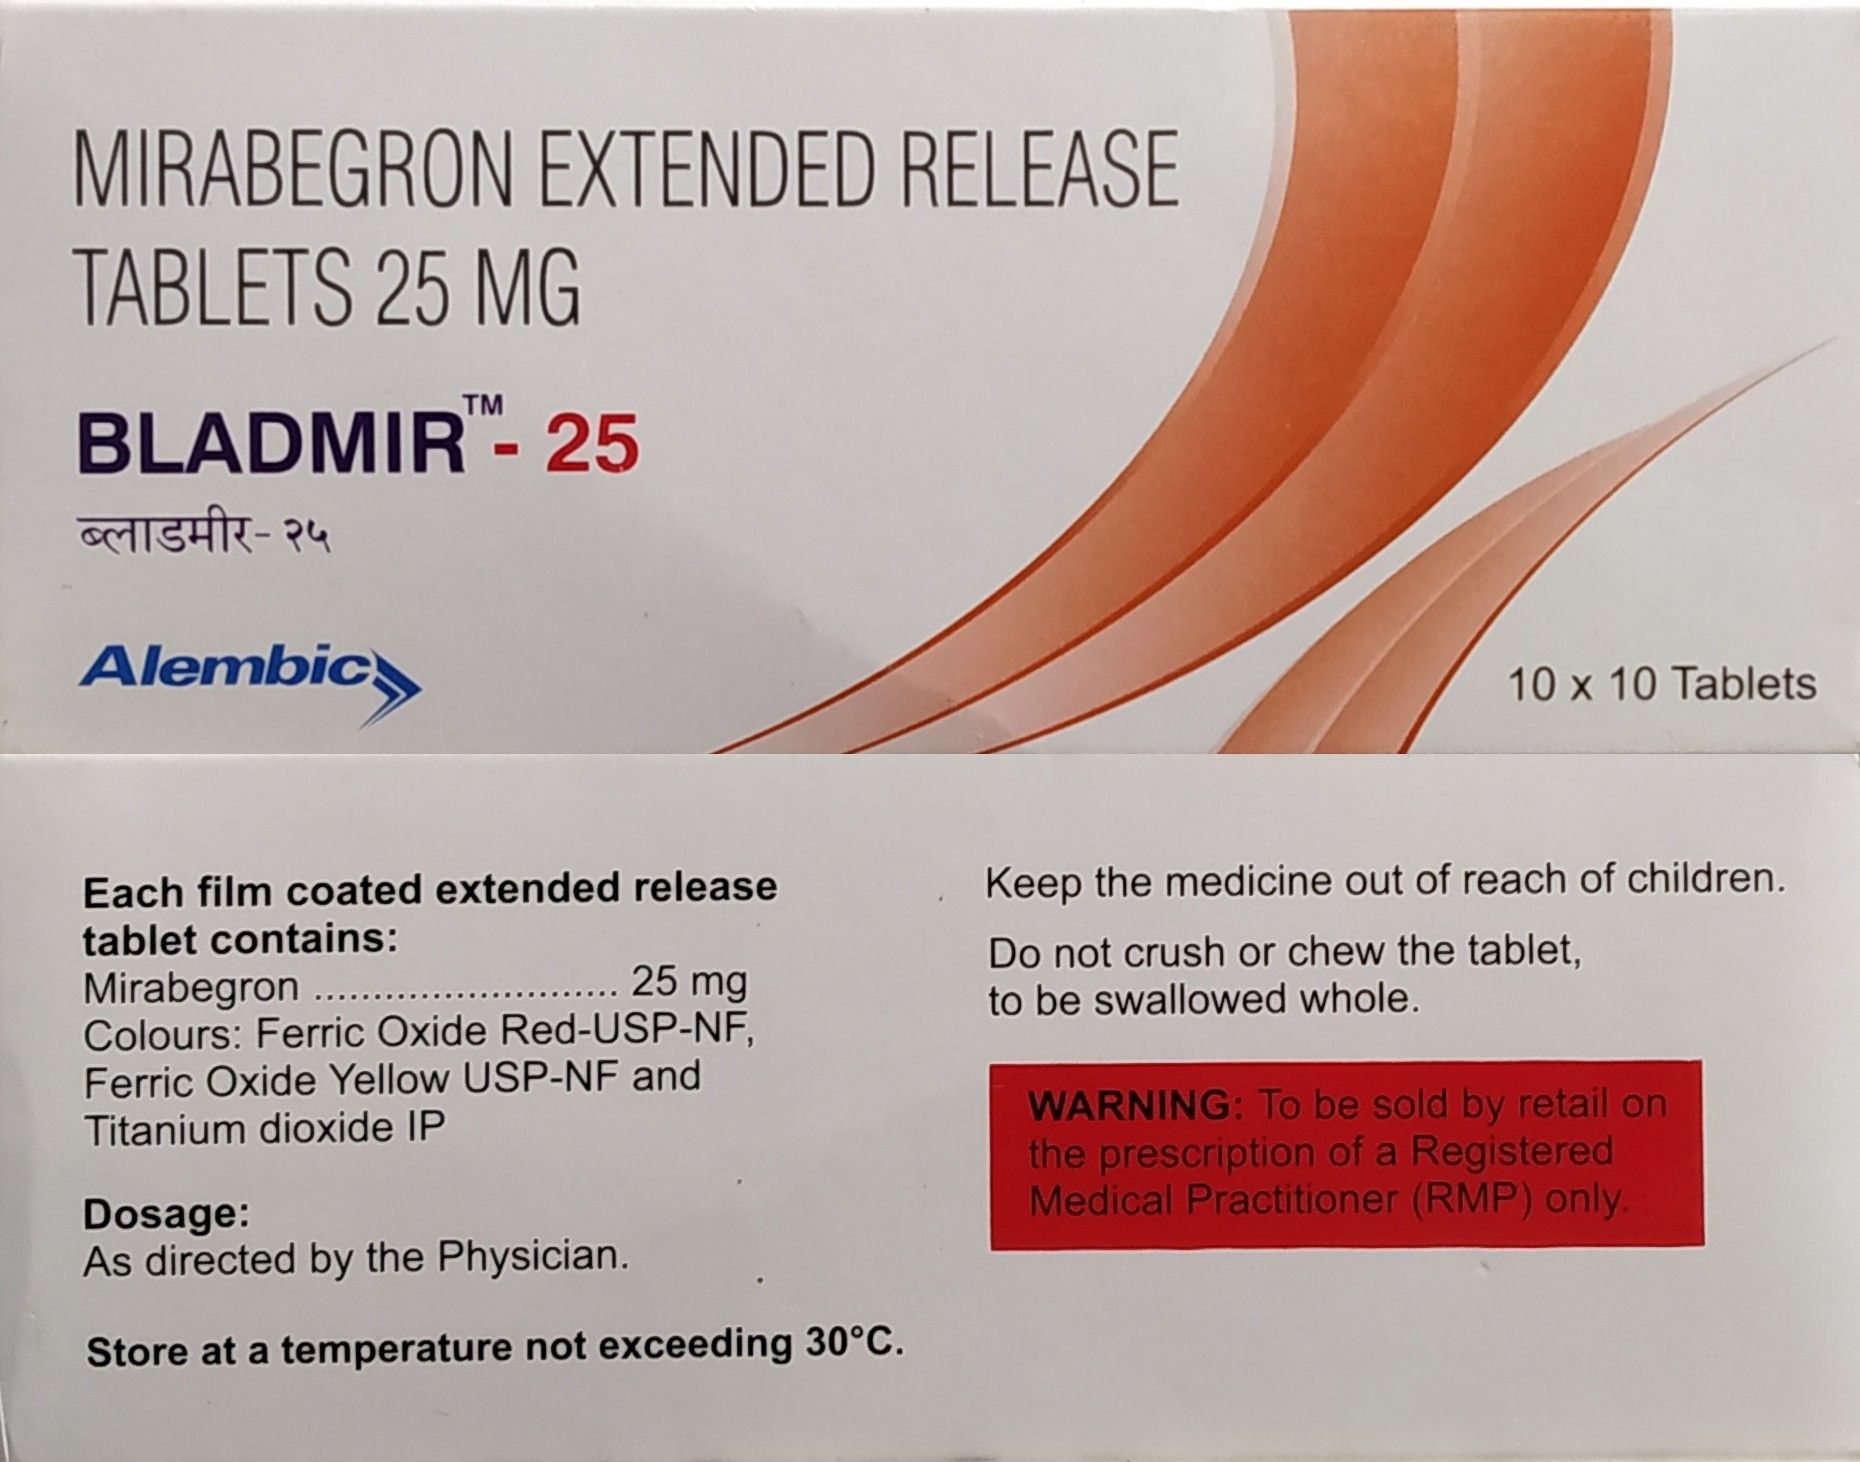 MIRABEGRON EXTENDED RELEASE
TABLETS 25 MG
BLADMIR™- 25
ब्लाडमीर- २५
Alembic
10 x 10 Tablets
Each film coated extended release
tablet contains:
Mirabegron .......................... 25 mg
Colours: Ferric Oxide Red-USP-NF,
Ferric Oxide Yellow USP-NF and
Titanium dioxide IP
Dosage:
As directed by the Physician.
Store at a temperature not exceeding 30°C.
Keep the medicine out of reach of children.
Do not crush or chew the tablet,
to be swallowed whole.
WARNING: To be sold by retail on
the prescription of a Registered
Medical Practitioner (RMP) only.